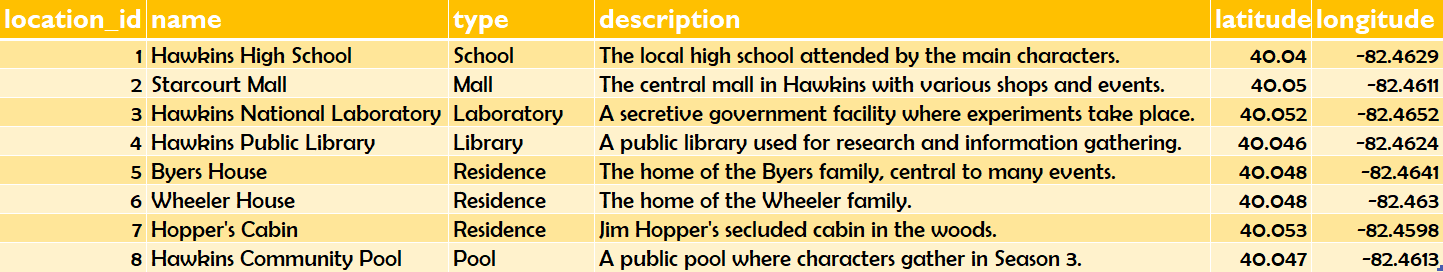 location_id name type description latitude longitude
1 Hawkins High School School The local high school attended by the main characters. 40.04 -82.4629
2 Starcourt Mall Mall The central mall in Hawkins with various shops and events. 40.05 -82.4611
3 Hawkins National Laboratory Laboratory A secretive government facility where experiments take place. 40.052 -82.4652
4 Hawkins Public Library Library A public library used for research and information gathering. 40.046 -82.4624
5 Byers House Residence The home of the Byers family, central to many events. 40.048 -82.4641
6 Wheeler House Residence The home of the Wheeler family. 40.048 -82.463
7 Hopper's Cabin Residence Jim Hopper's secluded cabin in the woods. 40.053 -82.4598
8 Hawkins Community Pool Pool A public pool where characters gather in Season 3. 40.047 -82.4613